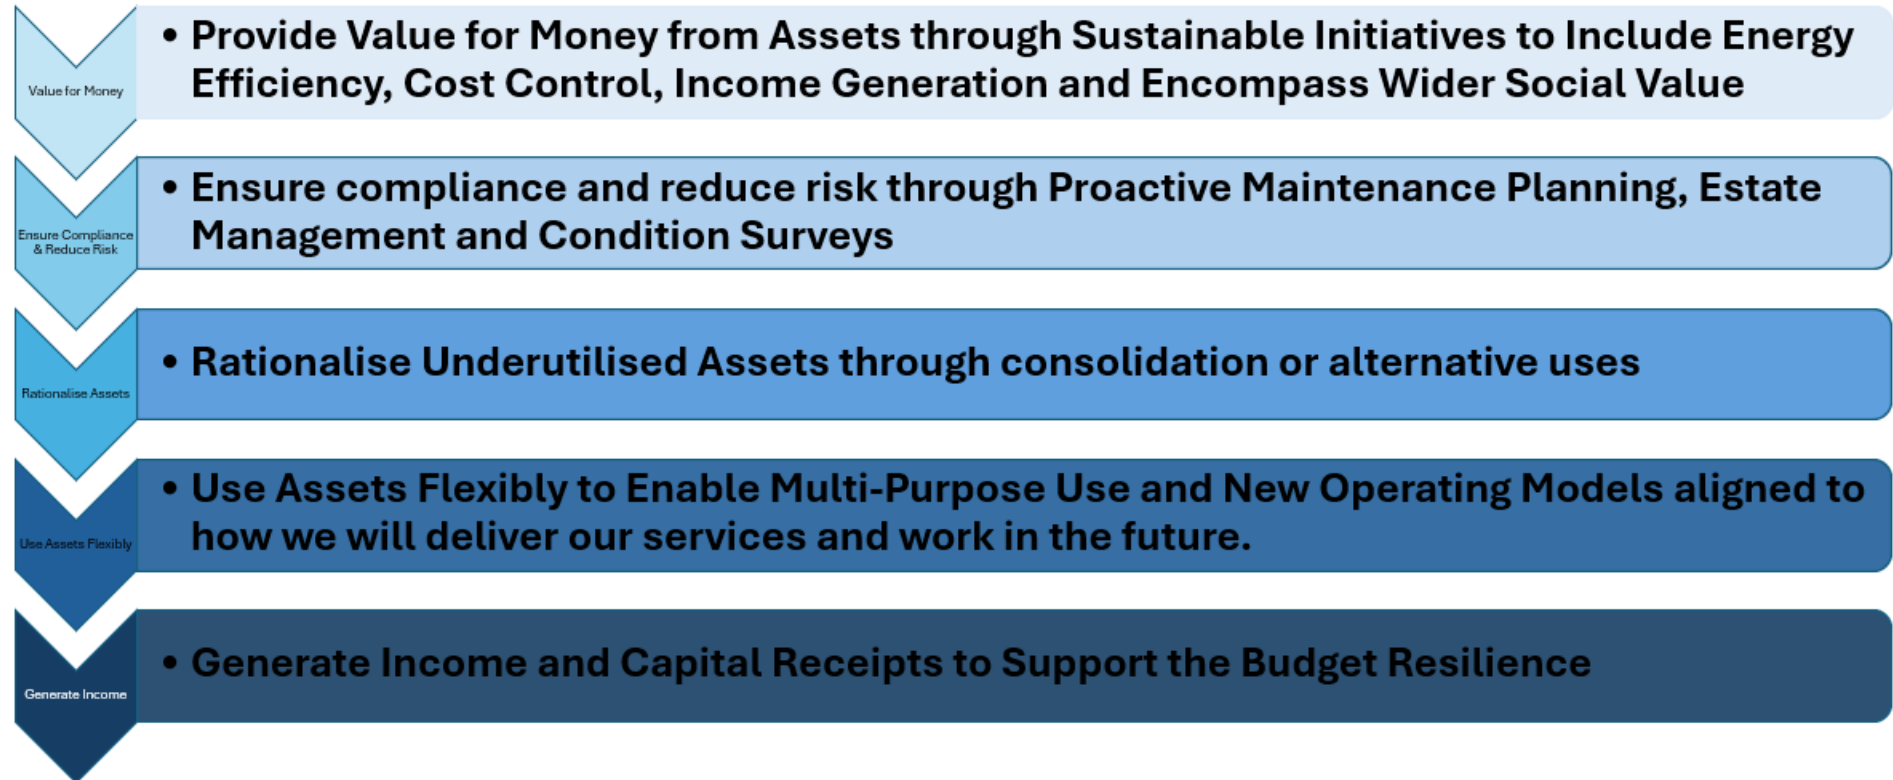 Value for Money
• Provide Value for Money from Assets through Sustainable Initiatives to Include Energy
Efficiency, Cost Control, Income Generation and Encompass Wider Social Value
Ensure Compliance
& Reduce Risk
• Ensure compliance and reduce risk through Proactive Maintenance Planning, Estate
Management and Condition Surveys
Rationalise Assets
• Rationalise Underutilised Assets through consolidation or alternative uses
Use Assets Flexibly
• Use Assets Flexibly to Enable Multi-Purpose Use and New Operating Models aligned to
how we will deliver our services and work in the future.
Generate Income
• Generate Income and Capital Receipts to Support the Budget Resilience